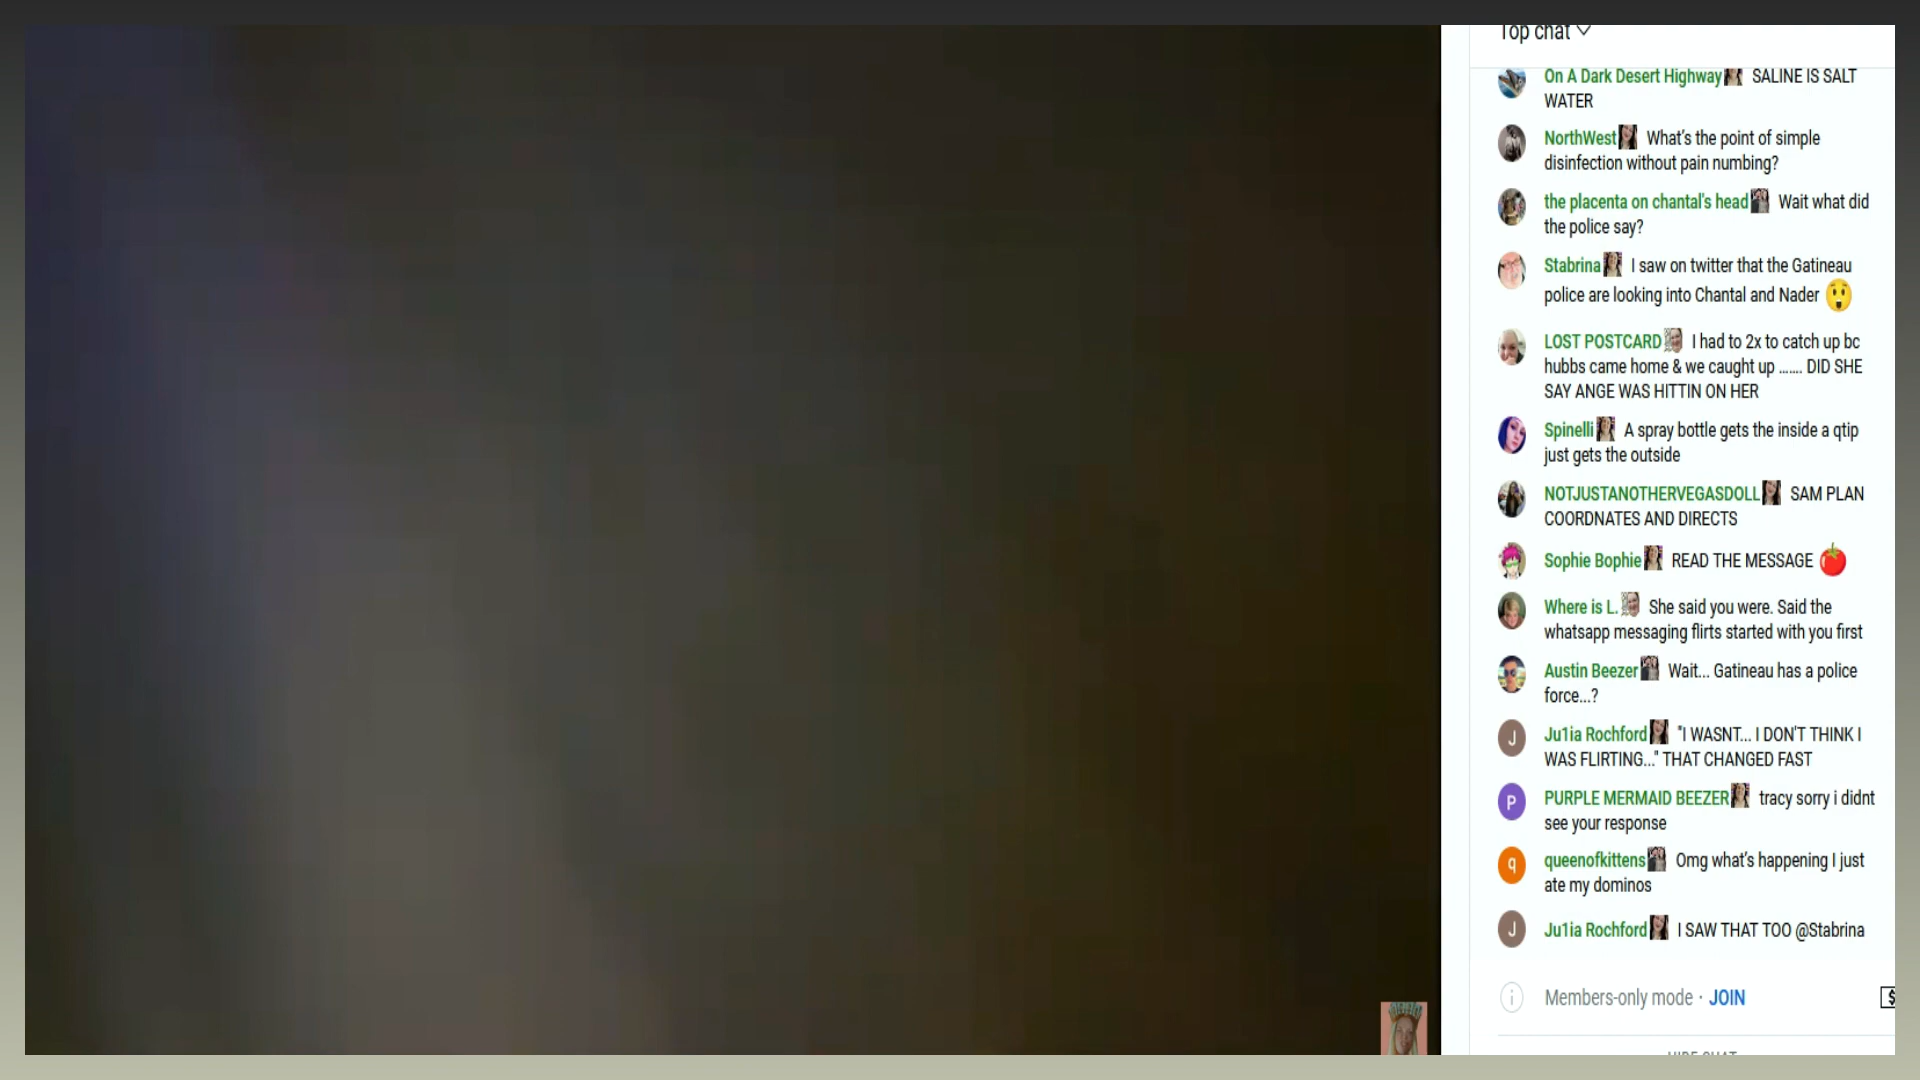 Top chat
On A Dark Desert Highway SALINE IS SALT
WATER
NorthWest What's the point of simple
disinfection without pain numbing?
the placenta on chantal's head Wait what did
the police say?
Stabrina I saw on twitter that the Gatineau
police are looking into Chantal and Nader 😲
LOST POSTCARD I had to 2x to catch up bc
hubbs came home & we caught up ....... DID SHE
SAY ANGE WAS HITTIN ON HER
Spinelli A spray bottle gets the inside a qtip
just gets the outside
NOTJUSTANOTHERVEGASDOLL SAM PLAN
COORDNATES AND DIRECTS
Sophie Bophie READ THE MESSAGE 🍅
Where is L. She said you were. Said the
whatsapp messaging flirts started with you first
Austin Beezer Wait... Gatineau has a police
force...?
J
Ju1ia Rochford "I WASNT... I DON'T THINK I
WAS FLIRTING..." THAT CHANGED FAST
P
PURPLE MERMAID BEEZER tracy sorry i didnt
see your response
q
queenofkittens Omg what's happening I just
ate my dominos
J
Ju1ia Rochford I SAW THAT TOO @Stabrina
Members-only mode · JOIN
$
HIDE CHAT